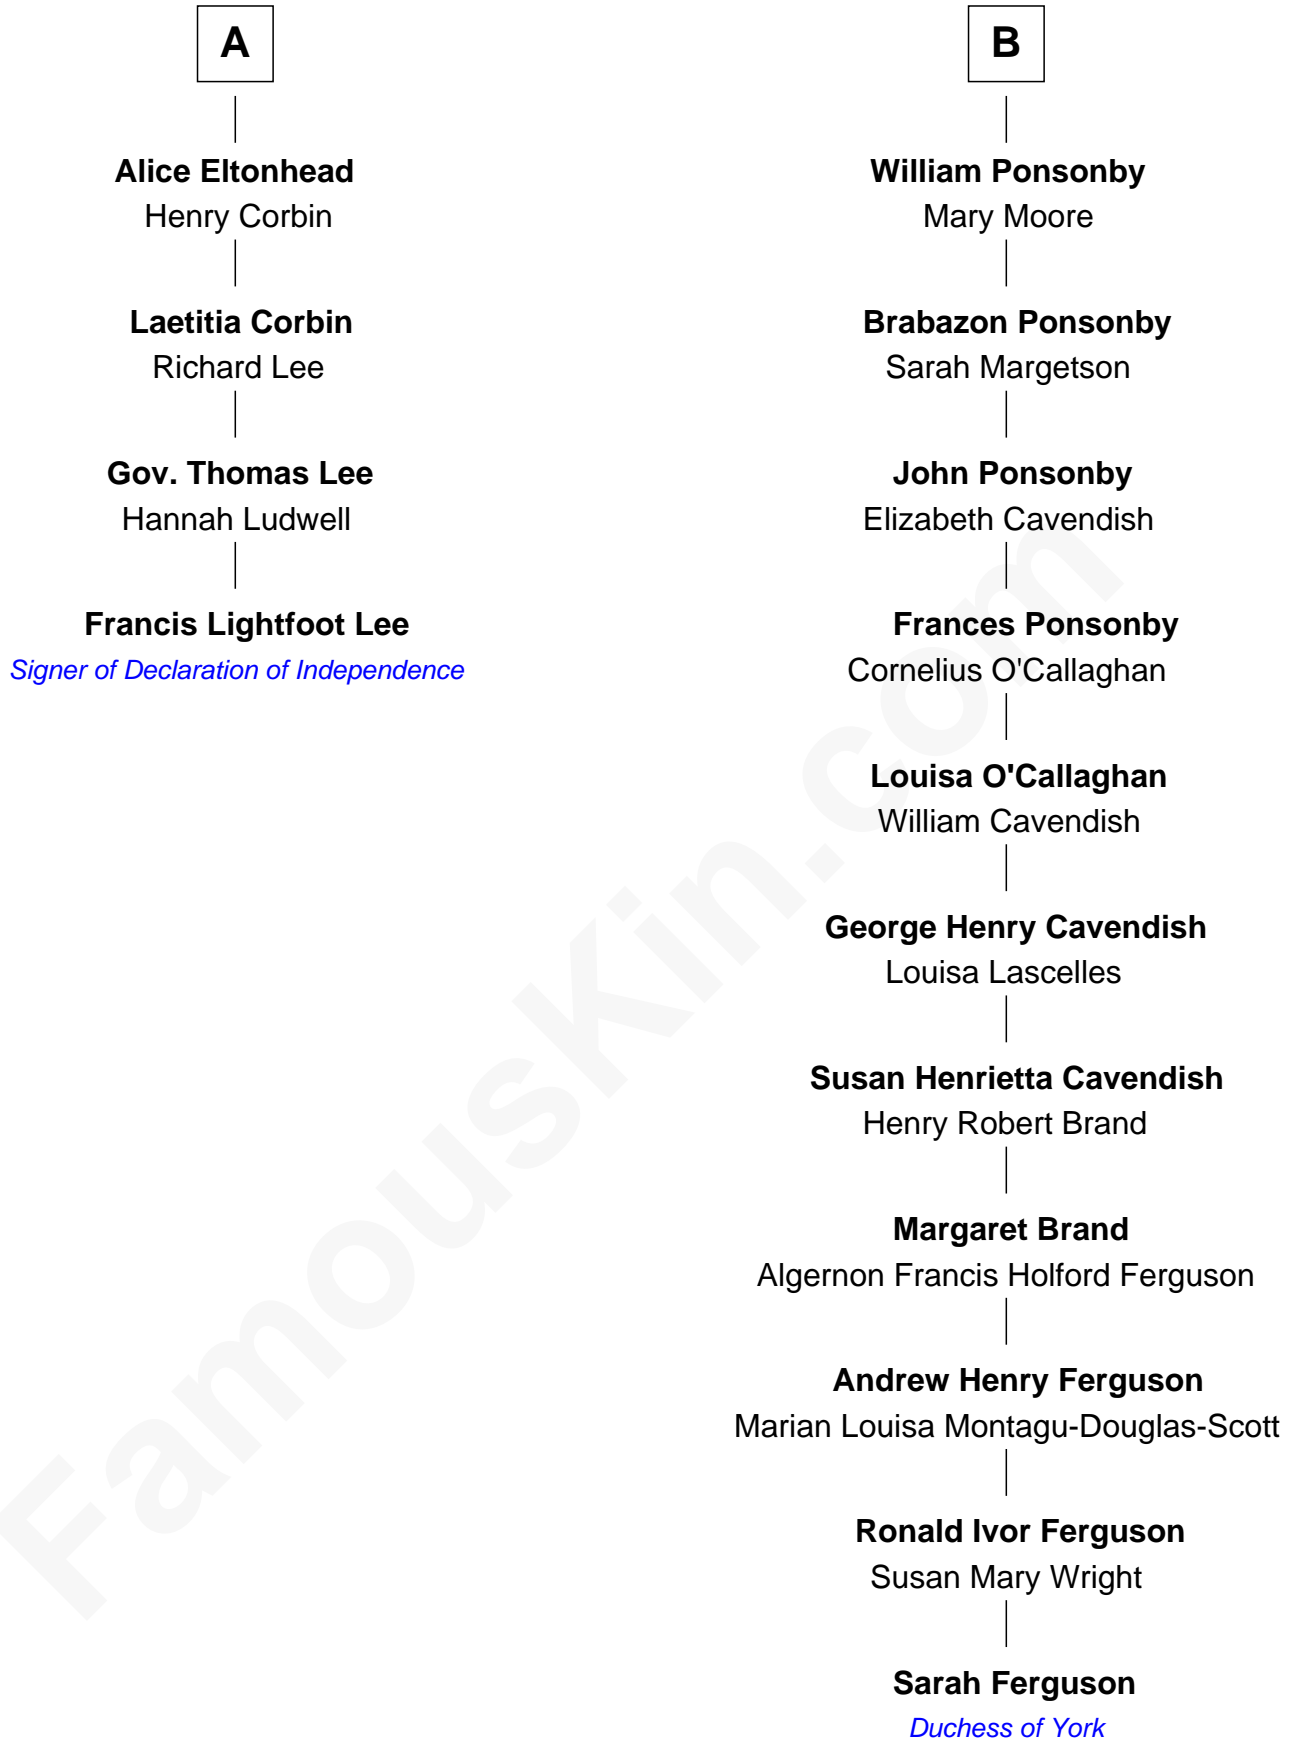 A
Alice Eltonhead
Henry Corbin
Laetitia Corbin
Richard Lee
Gov. Thomas Lee
Hannah Ludwell
Francis Lightfoot Lee
Signer of Declaration of Independence
B
William Ponsonby
Mary Moore
Brabazon Ponsonby
Sarah Margetson
John Ponsonby
Elizabeth Cavendish
Frances Ponsonby
Cornelius O'Callaghan
Louisa O'Callaghan
William Cavendish
George Henry Cavendish
Louisa Lascelles
Susan Henrietta Cavendish
Henry Robert Brand
Margaret Brand
Algernon Francis Holford Ferguson
Andrew Henry Ferguson
Marian Louisa Montagu-Douglas-Scott
Ronald Ivor Ferguson
Susan Mary Wright
Sarah Ferguson
Duchess of York
FamousKin.com